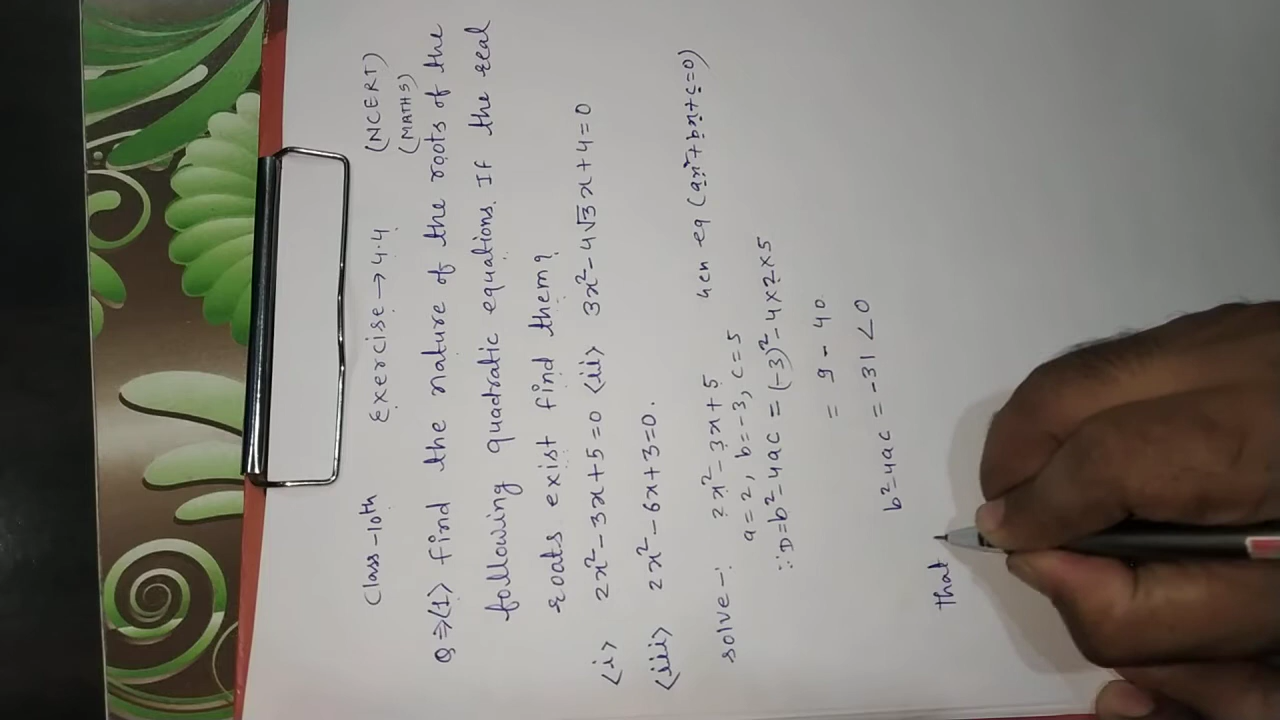 Class-10th Exercise → 4.4 (NCERT)
(MATHS)
Q ⇒ (1) find the nature of the roots of the
following quadratic equations. If the real
roats exist find them?
<i> 2x² - 3x + 5 = 0 <ii> 3x² - 4√3x + 4 = 0
<iii> 2x² - 6x + 3 = 0.
solve - 2x² - 3x + 5 eq (ax² + bx + c = 0)
a = 2, b = -3, c = 5
∵ D = b² - 4ac = (-3)² - 4 × 2 × 5
= 9 - 40
b² - 4ac = -31 < 0
that